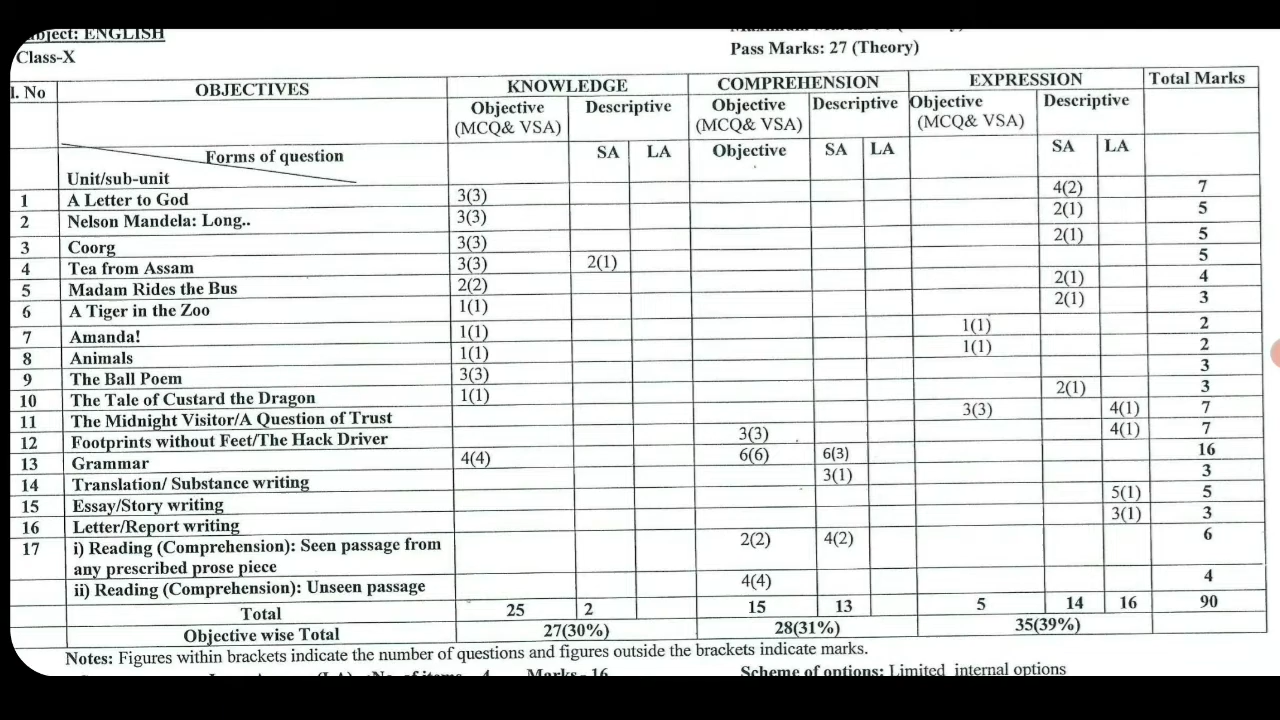 Subject: ENGLISH
Class-X
Pass Marks: 27 (Theory)
l. No OBJECTIVES KNOWLEDGE COMPREHENSION EXPRESSION Total Marks
Objective (MCQ& VSA) Descriptive Objective (MCQ& VSA) Descriptive Objective (MCQ& VSA) Descriptive
Forms of question SA LA Objective SA LA SA LA
Unit/sub-unit
1 A Letter to God 3(3) 4(2) 7
2 Nelson Mandela: Long.. 3(3) 2(1) 5
3 Coorg 3(3) 2(1) 5
4 Tea from Assam 3(3) 2(1) 5
5 Madam Rides the Bus 2(2) 2(1) 4
6 A Tiger in the Zoo 1(1) 2(1) 3
7 Amanda! 1(1) 1(1) 2
8 Animals 1(1) 1(1) 2
9 The Ball Poem 3(3) 3
10 The Tale of Custard the Dragon 1(1) 2(1) 3
11 The Midnight Visitor/A Question of Trust 3(3) 4(1) 7
12 Footprints without Feet/The Hack Driver 3(3) 4(1) 7
13 Grammar 4(4) 6(6) 6(3) 16
14 Translation/ Substance writing 3(1) 3
15 Essay/Story writing 5(1) 5
16 Letter/Report writing 3(1) 3
17 i) Reading (Comprehension): Seen passage from 2(2) 4(2) 6
any prescribed prose piece
ii) Reading (Comprehension): Unseen passage 4(4) 4
Total 25 2 15 13 5 14 16 90
Objective wise Total 27(30%) 28(31%) 35(39%)
Notes: Figures within brackets indicate the number of questions and figures outside the brackets indicate marks.
(LA) No. of items 4 Marks - 16 Scheme of options: Limited internal options